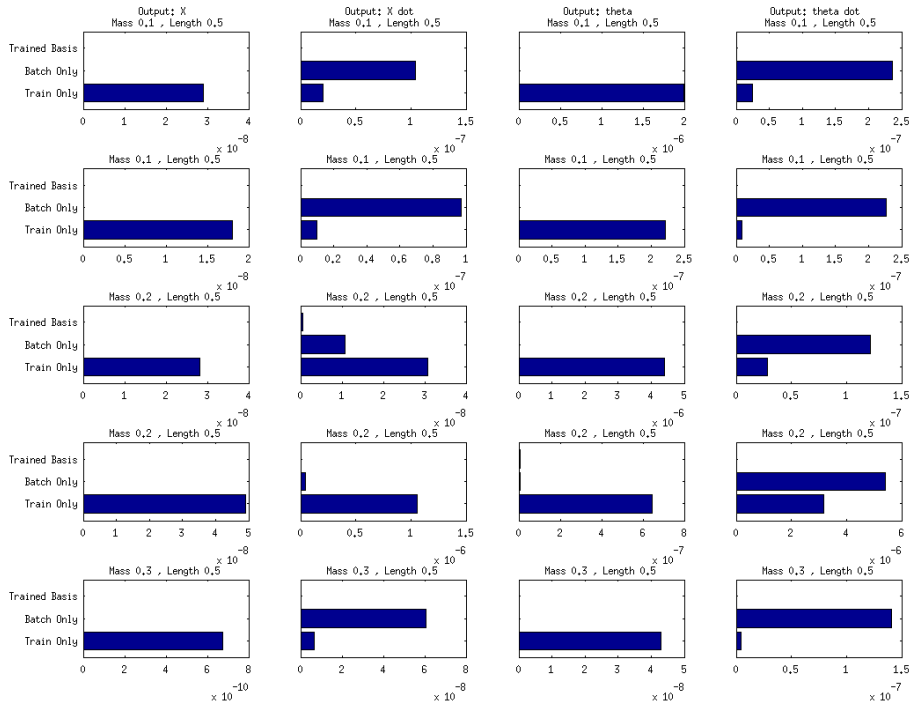 Output: X Output: X dot Output: theta Output: theta dot
Mass 0.1 , Length 0.5 Mass 0.1 , Length 0.5 Mass 0.1 , Length 0.5 Mass 0.1 , Length 0.5
Trained Basis
Batch Only
Train Only
0 1 2 3 4 0 0.5 1 1.5 0 0.5 1 1.5 2 0 0.5 1 1.5 2 2.5
x 10^-8 x 10^-7 x 10^-6 x 10^-7
Mass 0.1 , Length 0.5 Mass 0.1 , Length 0.5 Mass 0.1 , Length 0.5 Mass 0.1 , Length 0.5
Trained Basis
Batch Only
Train Only
0 0.5 1 1.5 2 0 0.2 0.4 0.6 0.8 1 0 0.5 1 1.5 2 2.5 0 0.5 1 1.5 2 2.5
x 10^-8 x 10^-7 x 10^-7 x 10^-7
Mass 0.2 , Length 0.5 Mass 0.2 , Length 0.5 Mass 0.2 , Length 0.5 Mass 0.2 , Length 0.5
Trained Basis
Batch Only
Train Only
0 1 2 3 4 0 1 2 3 4 0 1 2 3 4 5 0 0.5 1 1.5
x 10^-8 x 10^-8 x 10^-6 x 10^-7
Mass 0.2 , Length 0.5 Mass 0.2 , Length 0.5 Mass 0.2 , Length 0.5 Mass 0.2 , Length 0.5
Trained Basis
Batch Only
Train Only
0 1 2 3 4 5 0 0.5 1 1.5 0 2 4 6 8 0 2 4 6
x 10^-8 x 10^-6 x 10^-7 x 10^-6
Mass 0.3 , Length 0.5 Mass 0.3 , Length 0.5 Mass 0.3 , Length 0.5 Mass 0.3 , Length 0.5
Trained Basis
Batch Only
Train Only
0 2 4 6 8 0 2 4 6 8 0 1 2 3 4 5 0 0.5 1 1.5
x 10^-10 x 10^-8 x 10^-8 x 10^-7